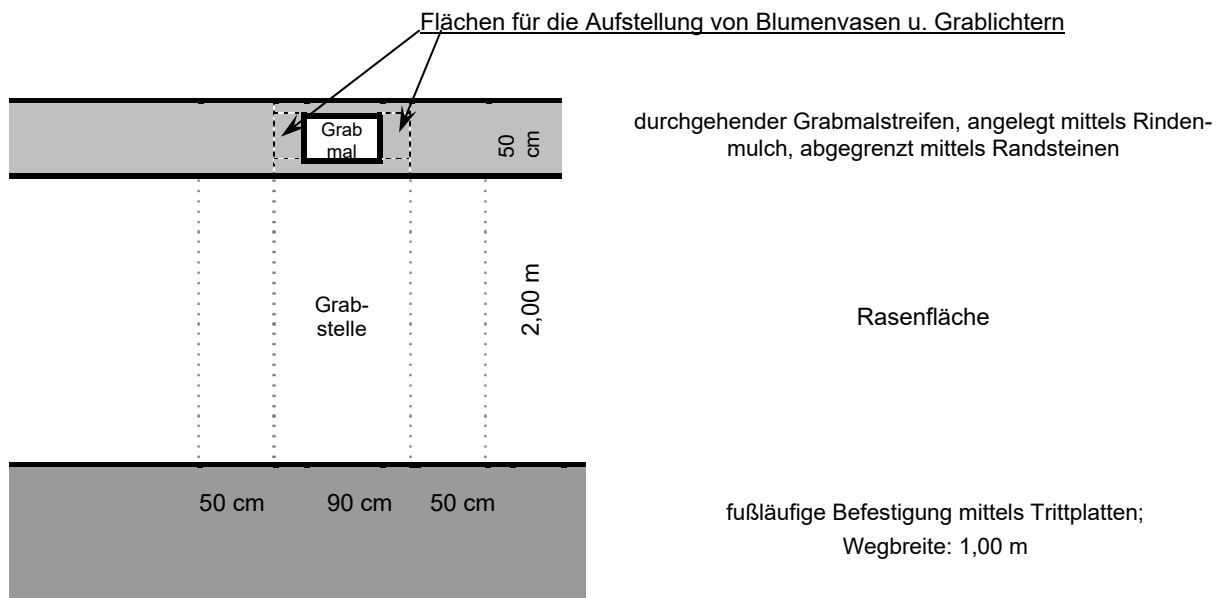 Flächen für die Aufstellung von Blumenvasen u. Grablichtern
Grab
mal
50
cm
durchgehender Grabmalstreifen, angelegt mittels Rinden-
mulch, abgegrenzt mittels Randsteinen
Grab-
stelle
2,00 m
Rasenfläche
50 cm
90 cm
50 cm
fußläufige Befestigung mittels Trittplatten;
Wegbreite: 1,00 m